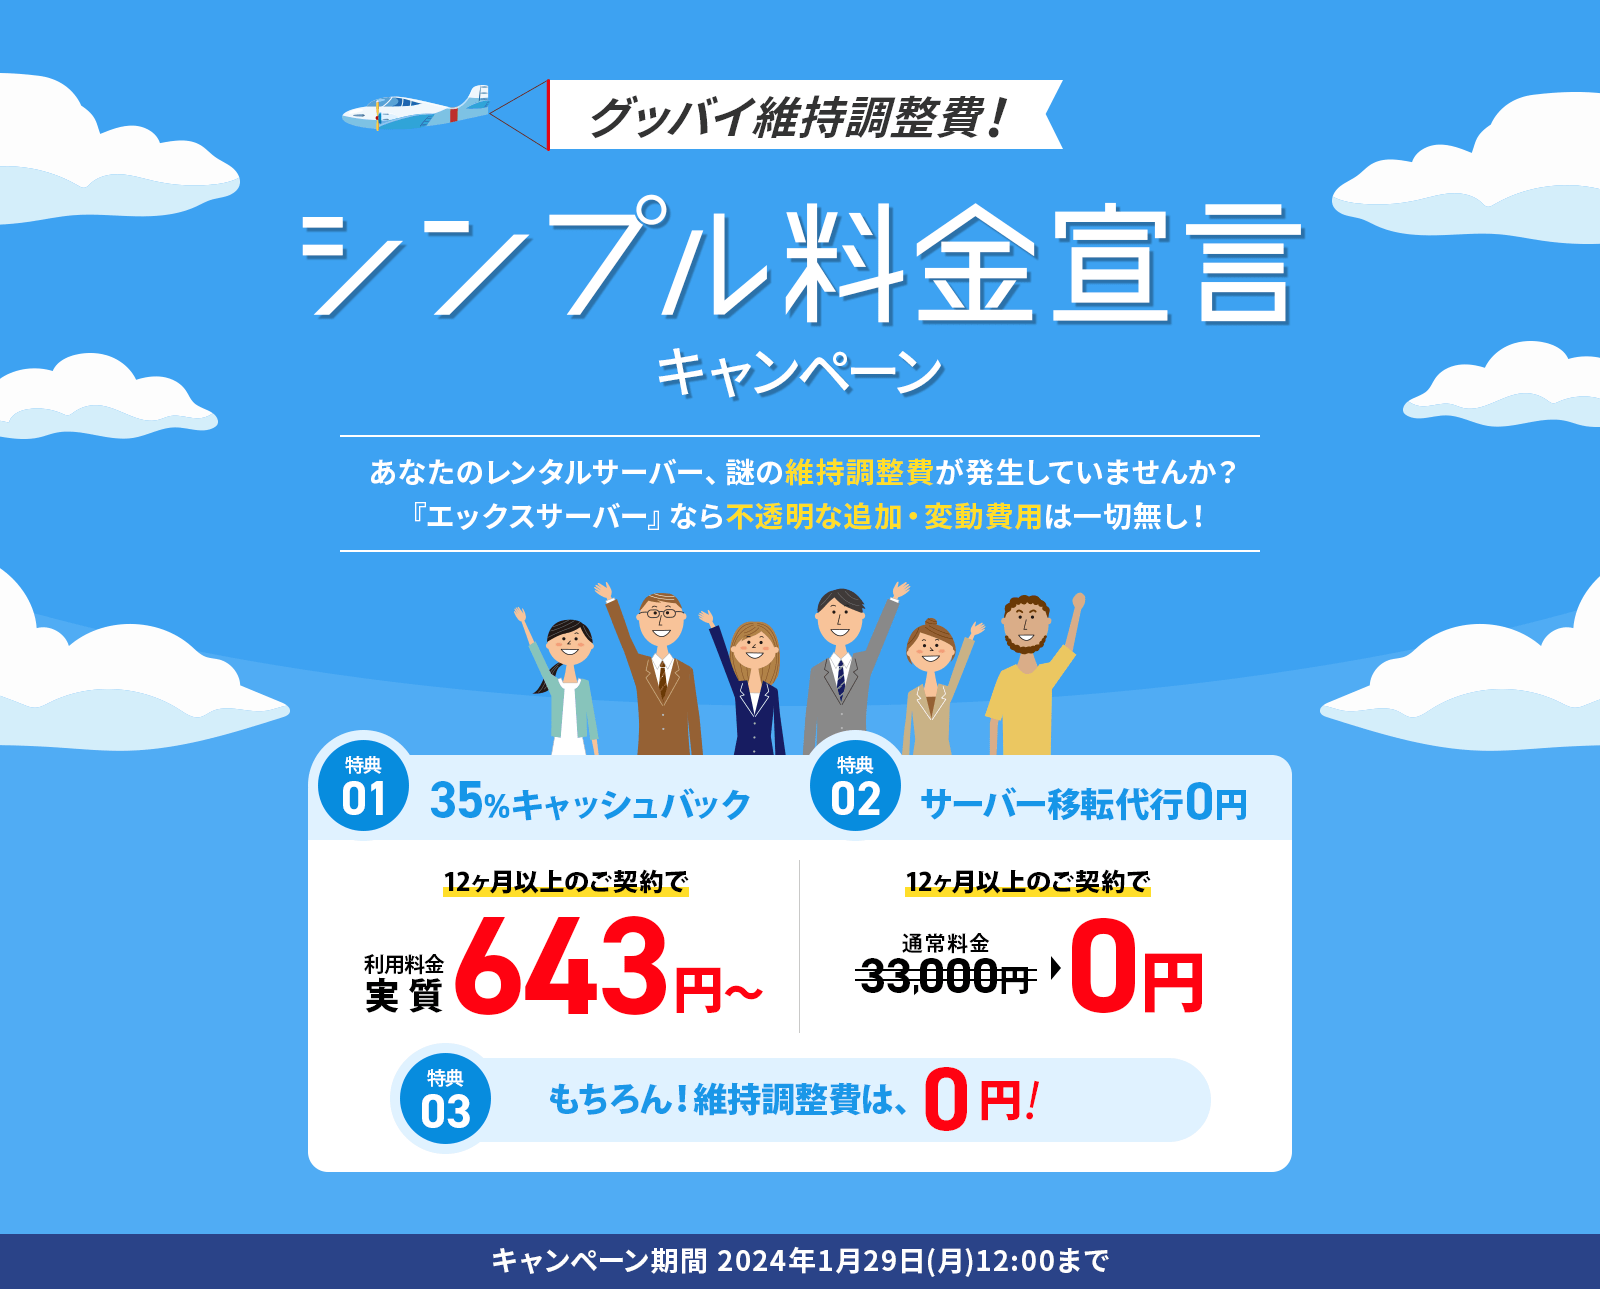 グッバイ維持調整費！
シンプル料金宣言
キャンペーン
あなたのレンタルサーバー、謎の維持調整費が発生していませんか？
『エックスサーバー』なら不透明な追加・変動費用は一切無し！
特典
01
35%キャッシュバック
12ヶ月以上のご契約で
利用料金
実質
643円〜
特典
02
サーバー移転代行0円
12ヶ月以上のご契約で
通常料金
33,000円
0円
特典
03
もちろん！維持調整費は、0円！
キャンペーン期間 2024年1月29日(月)12:00まで